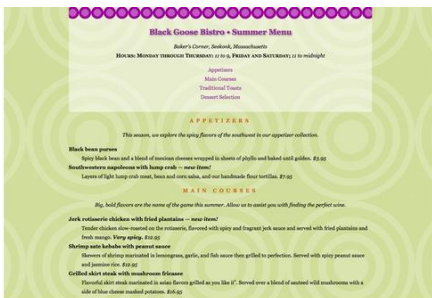 Black Goose Bistro • Summer Menu
Baker's Corner, Seekonk, Massachusetts
Hours: Monday through Thursday: 11 to 9, Friday and Saturday; 11 to midnight
Appetizers
Main Courses
Traditional Toasts
Dessert Selection
APPETIZERS
This season, we explore the spicy flavors of the southwest in our appetizer collection.
Black bean purses
Spicy black bean and a blend of mexican cheeses wrapped in sheets of phyllo and baked until golden. $3.95
Southwestern napoleons with lump crab — new item!
Layers of light lump crab meat, bean and corn salsa, and our handmade flour tortillas. $7.95
MAIN COURSES
Big, bold flavors are the name of the game this summer. Allow us to assist you with finding the perfect wine.
Jerk rotisserie chicken with fried plantains — new item!
Tender chicken slow-roasted on the rotisserie, flavored with spicy and fragrant jerk sauce and served with fried plantains and
fresh mango. Very spicy. $12.95
Shrimp sate kebabs with peanut sauce
Skewers of shrimp marinated in lemongrass, garlic, and fish sauce then grilled to perfection. Served with spicy peanut sauce
and jasmine rice. $12.95
Grilled skirt steak with mushroom fricasee
Flavorful skirt steak marinated in asian flavors grilled as you like it*. Served over a blend of sauteed wild mushrooms with a
side of blue cheese mashed potatoes. $16.95